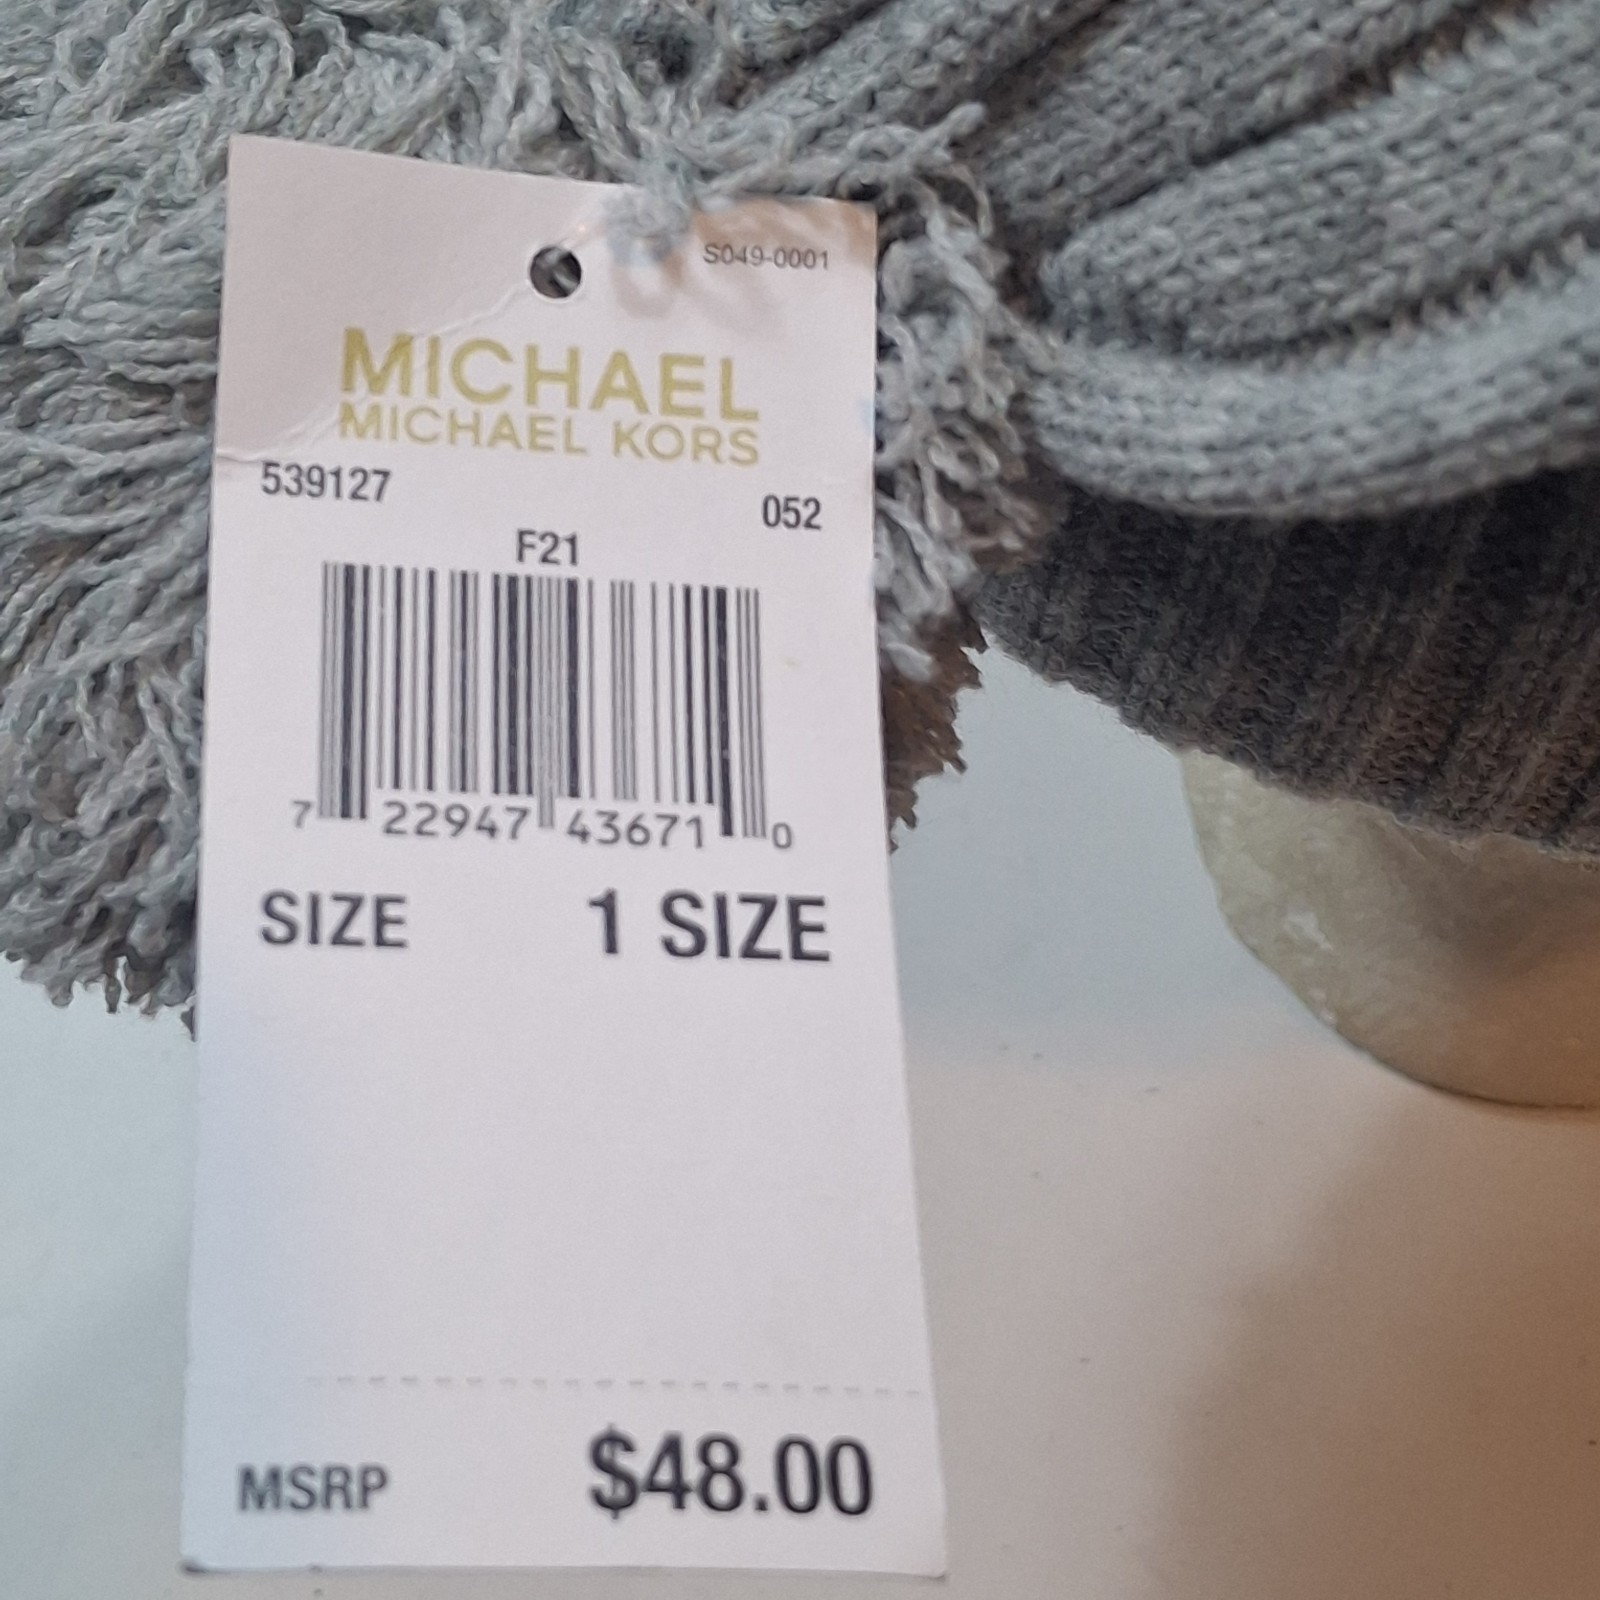 S049-0001
MICHAEL
MICHAEL KORS
539127
052
F21
7 22947 43671 0
SIZE 1 SIZE
MSRP $48.00